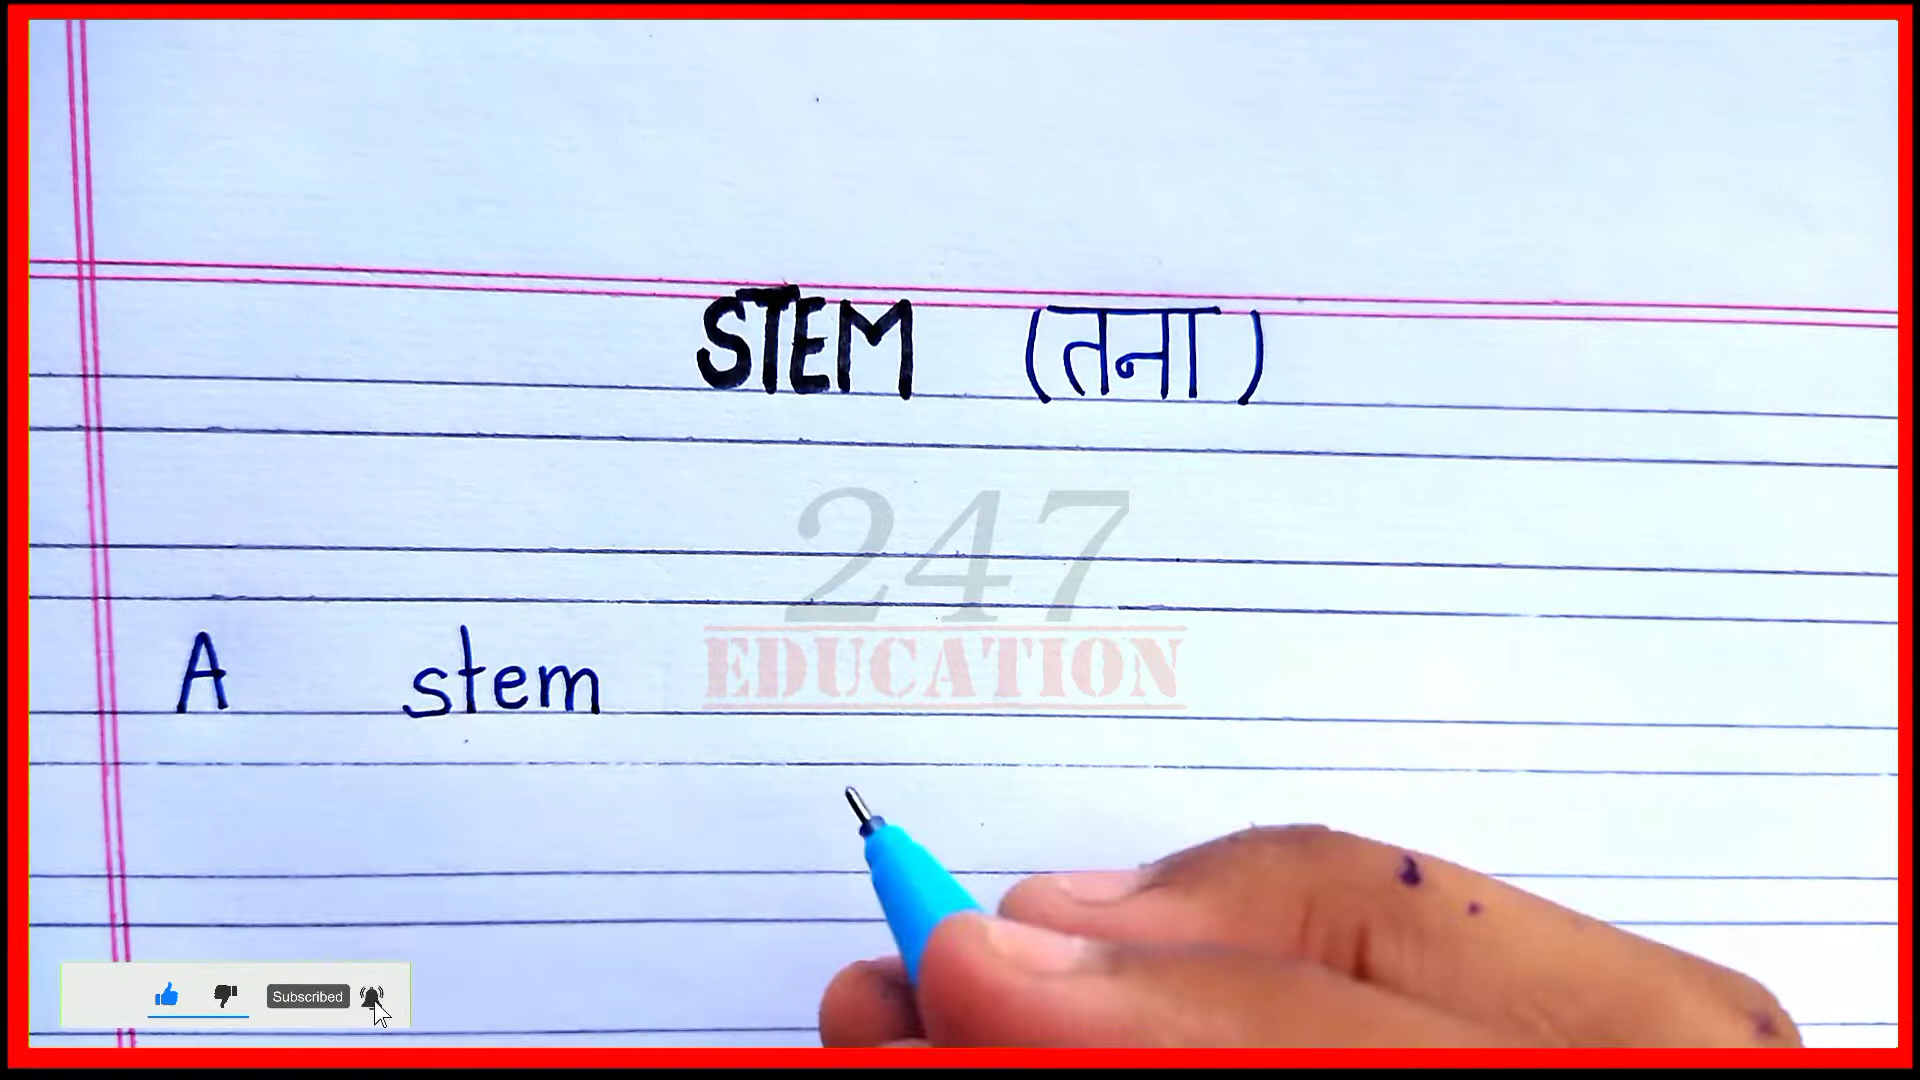 STEM (तना)
247
EDUCATION
A stem
Subscribed